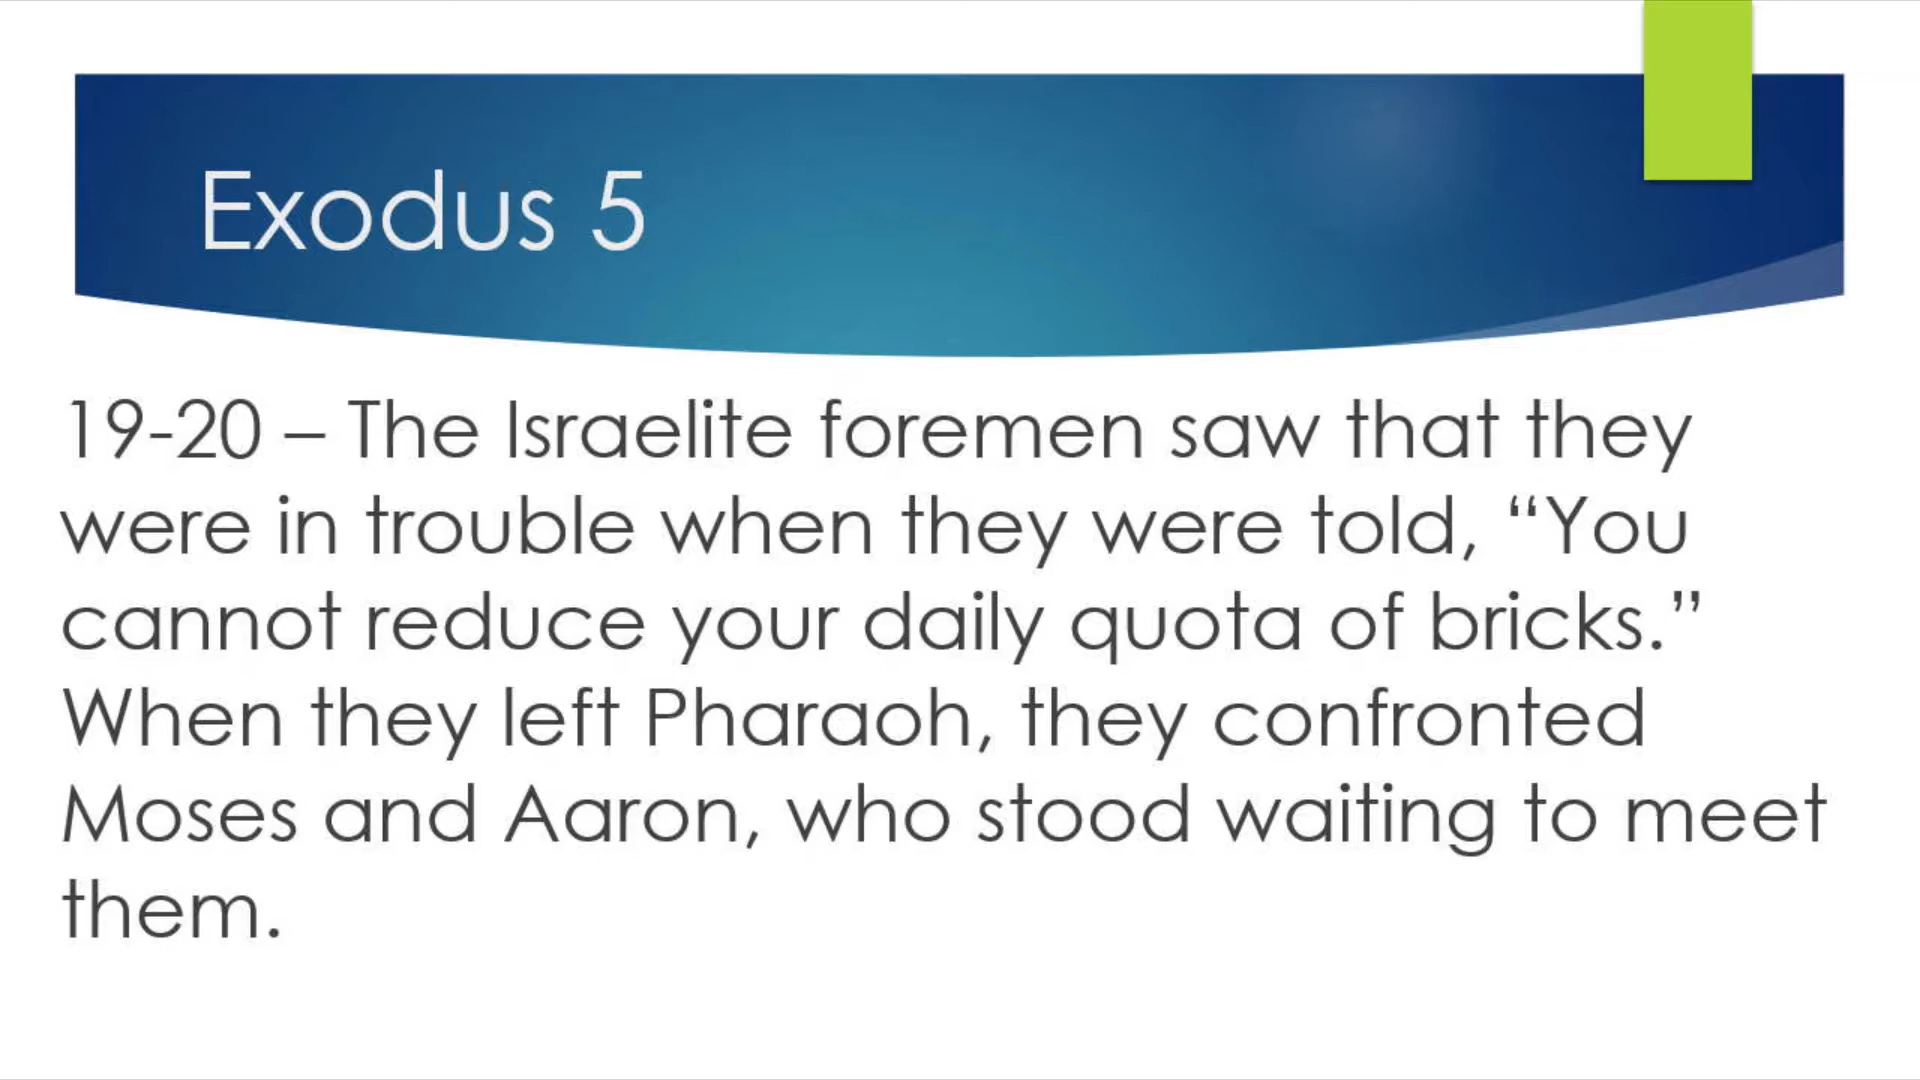 Exodus 5
19-20 – The Israelite foremen saw that they
were in trouble when they were told, “You
cannot reduce your daily quota of bricks.”
When they left Pharaoh, they confronted
Moses and Aaron, who stood waiting to meet
them.